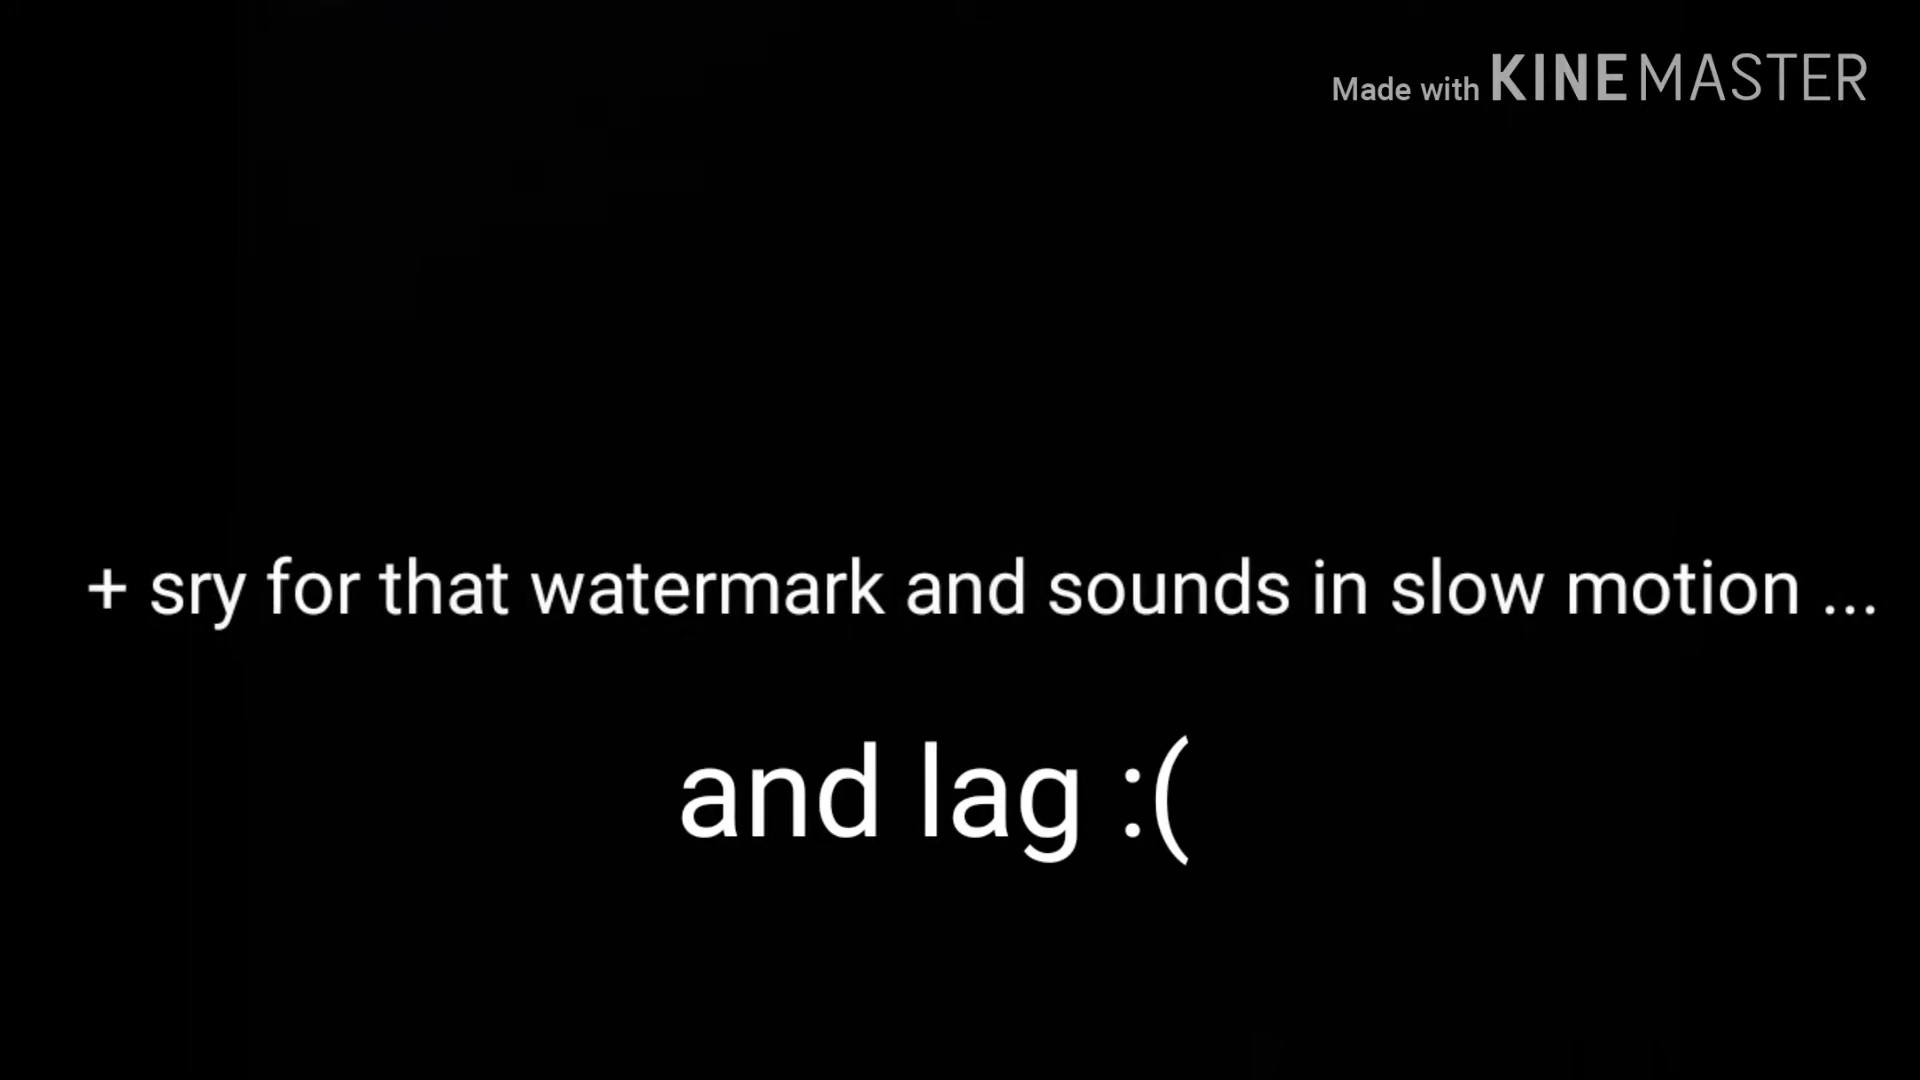 Made with KINEMASTER
+ sry for that watermark and sounds in slow motion ...
and lag :(